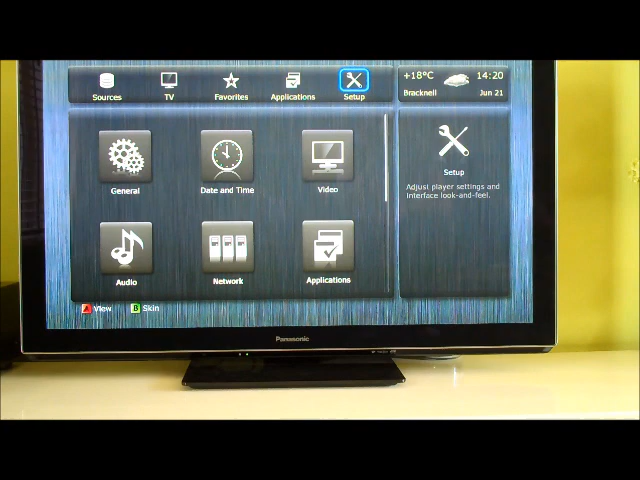 Sources TV Favorites Applications Setup
+18°C 14:20
Bracknell Jun 21
General Date and Time Video
Audio Network Applications
Setup
Adjust player settings and
interface look-and-feel.
A View B Skin
Panasonic